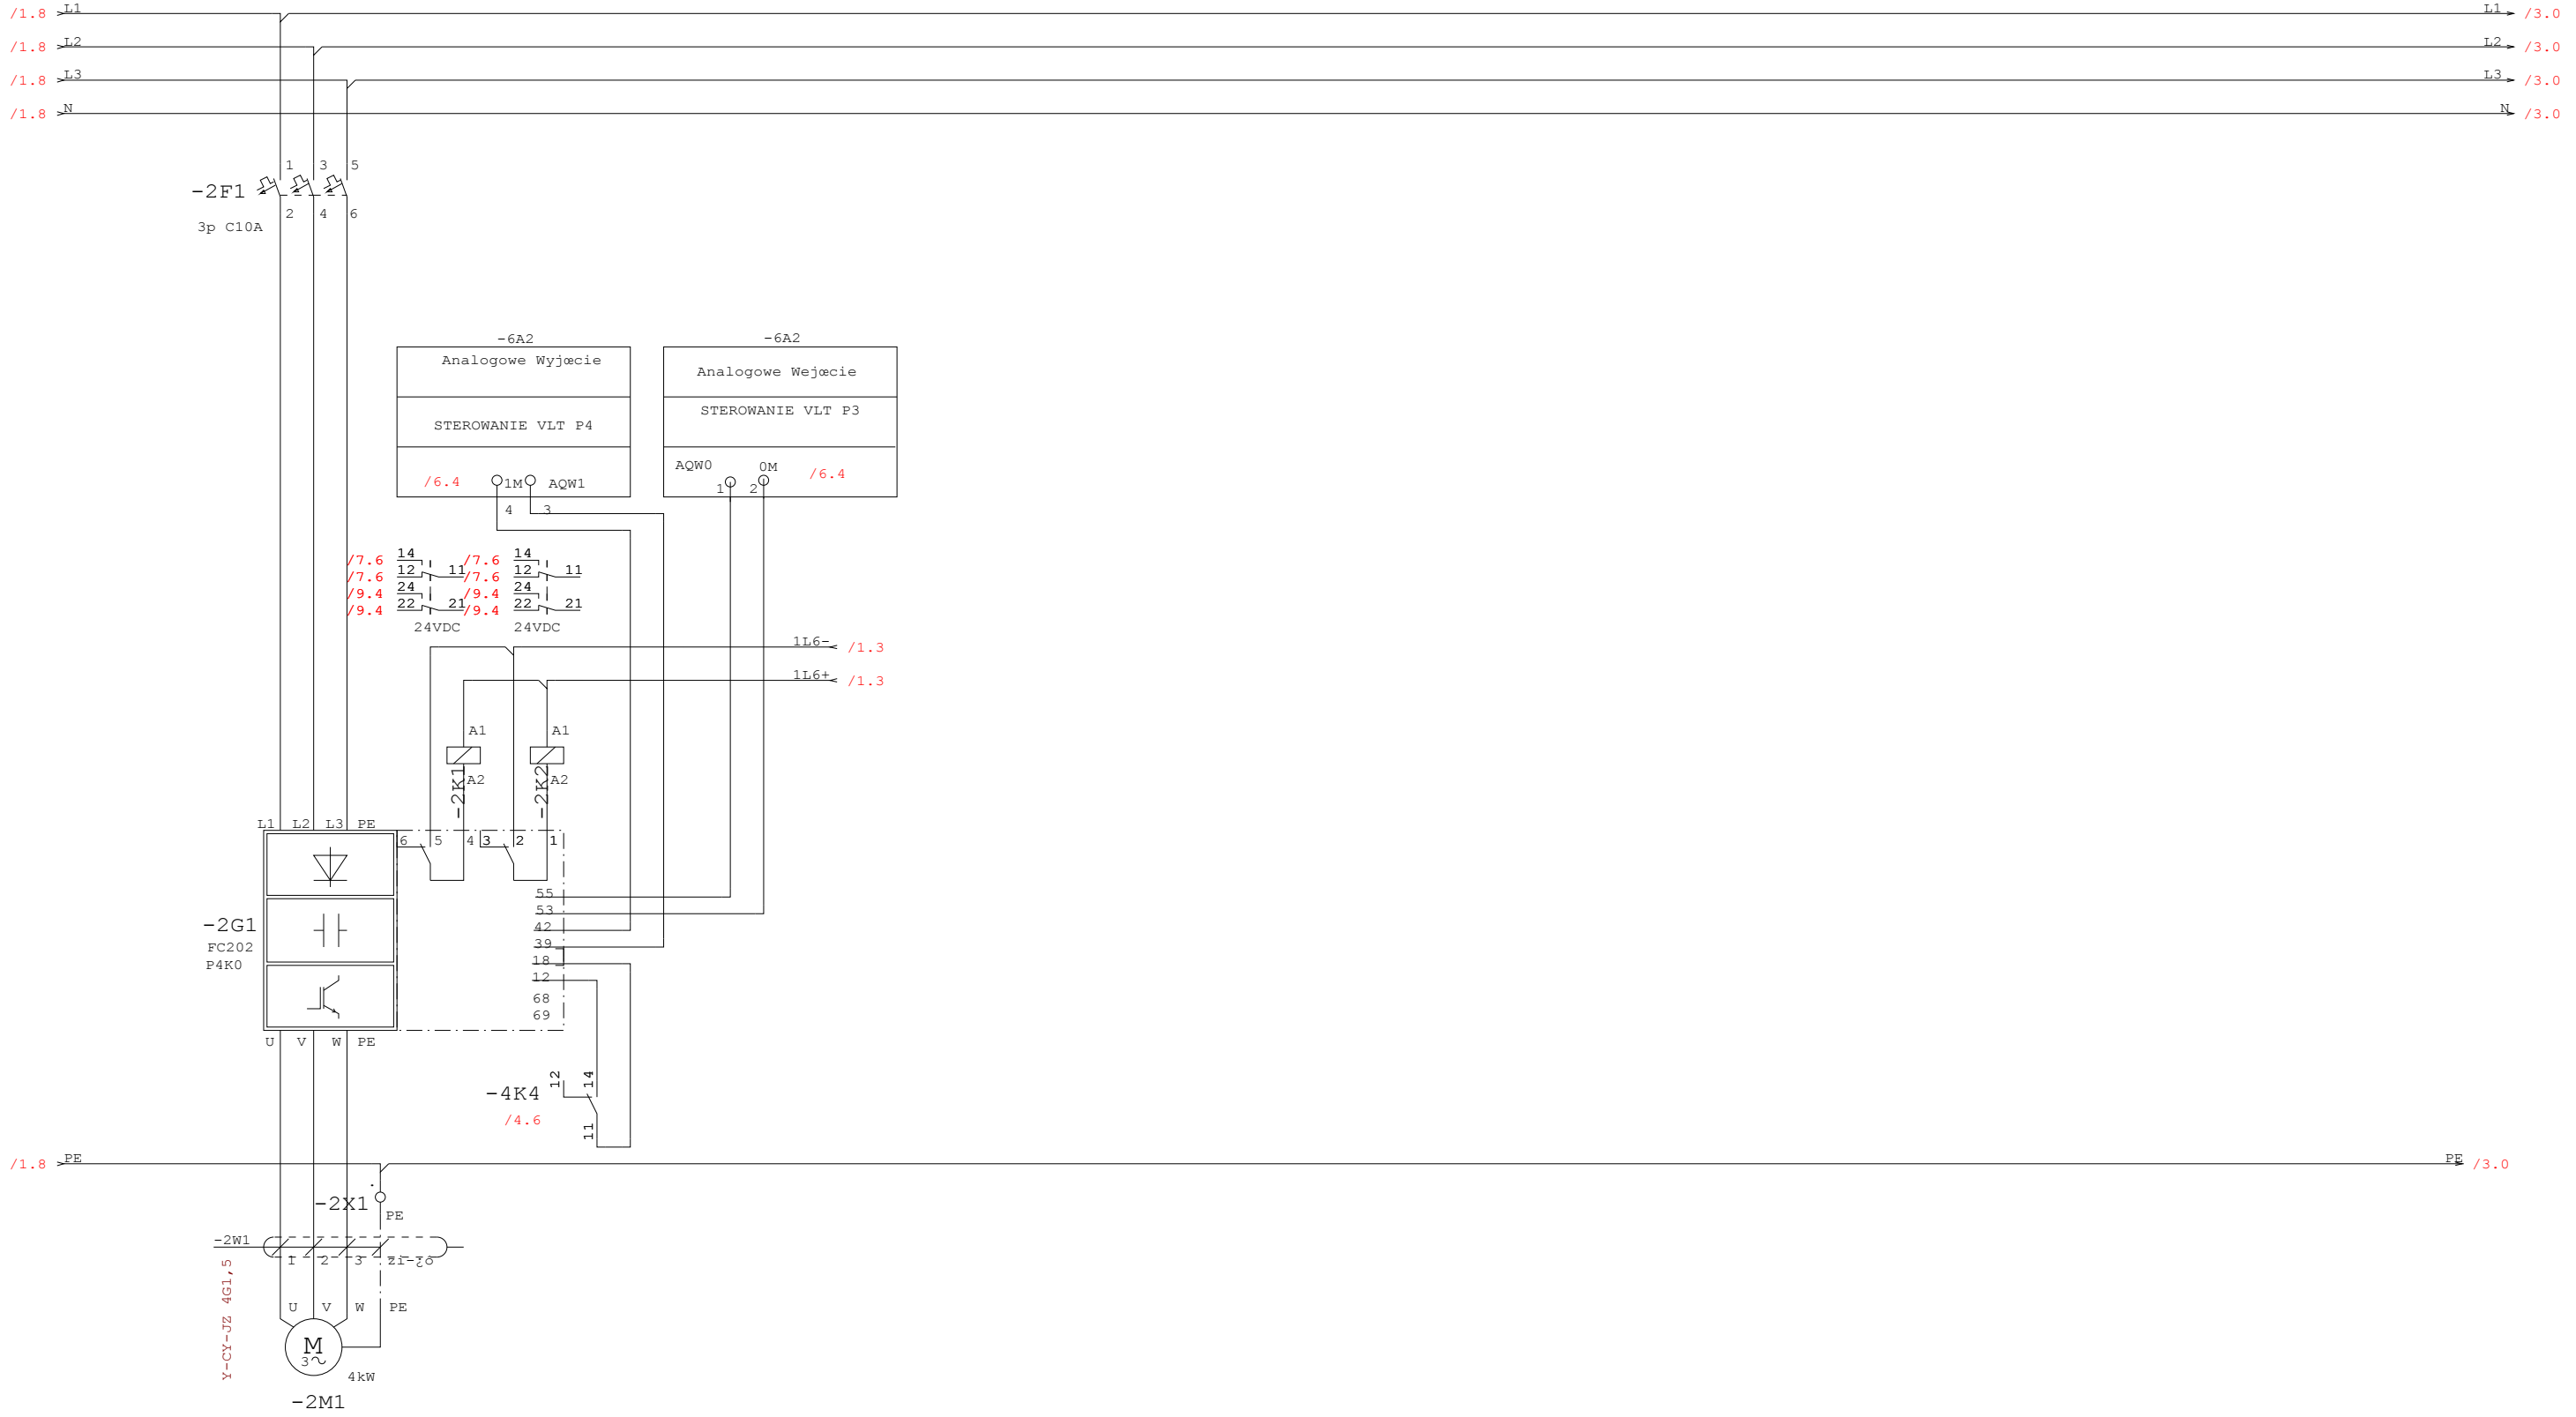 /1.8 L1 L1 /3.0
/1.8 L2 L2 /3.0
/1.8 L3 L3 /3.0
/1.8 N N /3.0
1 3 5
-2F1
2 4 6
3p C10A
-6A2
Analogowe Wyjœcie
STEROWANIE VLT P4
/6.4 1M AQW1
4 3
-6A2
Analogowe Wejœcie
STEROWANIE VLT P3
AQW0 0M /6.4
1 2
/7.6 14 /7.6 14
/7.6 12 11 /7.6 12 11
/9.4 24 /9.4 24
/9.4 22 21 /9.4 22 21
24VDC 24VDC
1L6- /1.3
1L6+ /1.3
A1 A1
-2K1 A2 -2K2 A2
L1 L2 L3 PE
6 5 4 3 2 1
55
53
42
39
18
12
68
69
-2G1
FC202
P4K0
U V W PE
12 14
-4K4
/4.6
11
/1.8 PE PE /3.0
-2X1
PE
-2W1
1 2 3 zi-¿ó
Y-CY-JZ 4G1,5
U V W PE
M
3~
4kW
-2M1